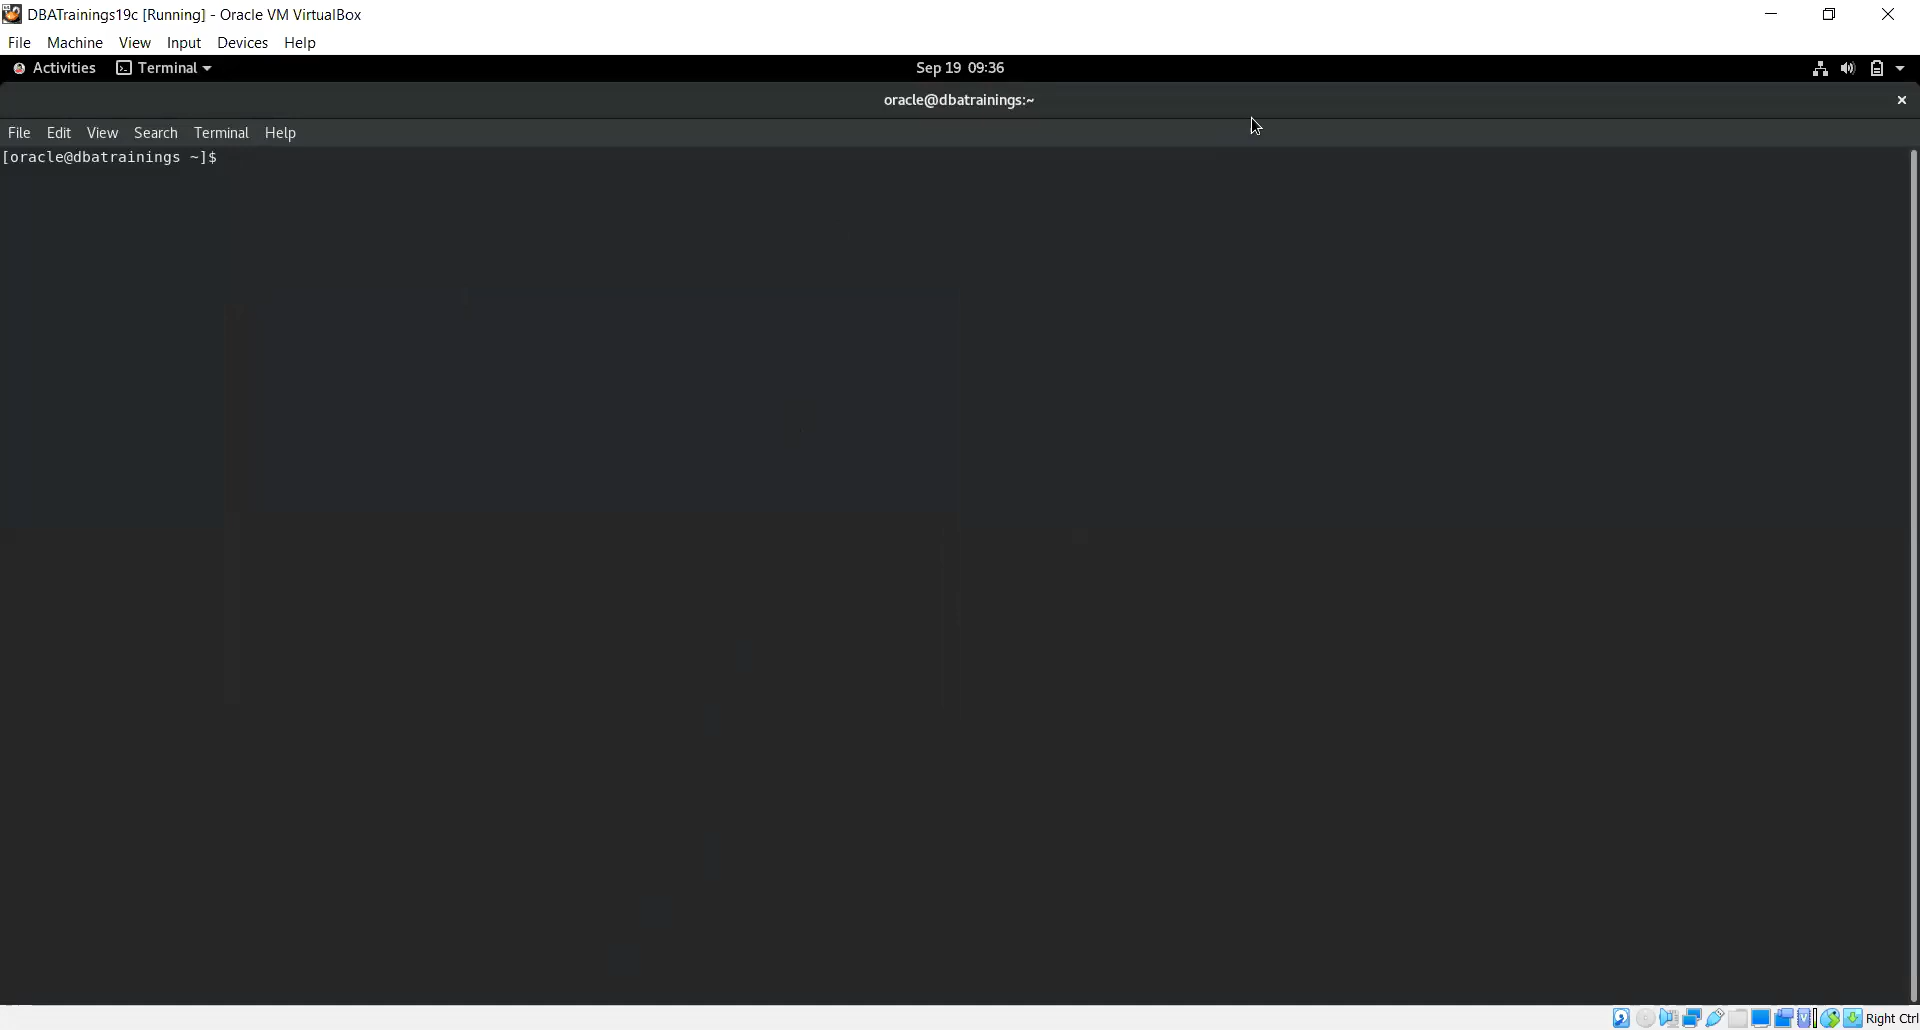 DBATrainings19c [Running] - Oracle VM VirtualBox
File Machine View Input Devices Help
Activities Terminal Sep 19 09:36
oracle@dbatrainings:~
File Edit View Search Terminal Help
[oracle@dbatrainings ~]$
Right Ctrl